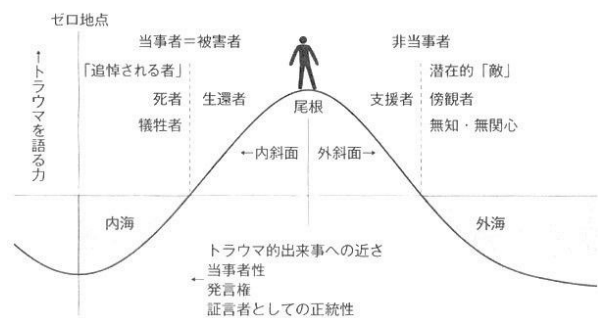 ゼロ地点
当事者＝被害者
非当事者
「追悼される者」
潜在的「敵」
死者
生還者
尾根
支援者
傍観者
犠牲者
無知・無関心
←内斜面
外斜面→
↑トラウマを語る力
内海
外海
トラウマ的出来事への近さ
←当事者性
発言権
証言者としての正統性